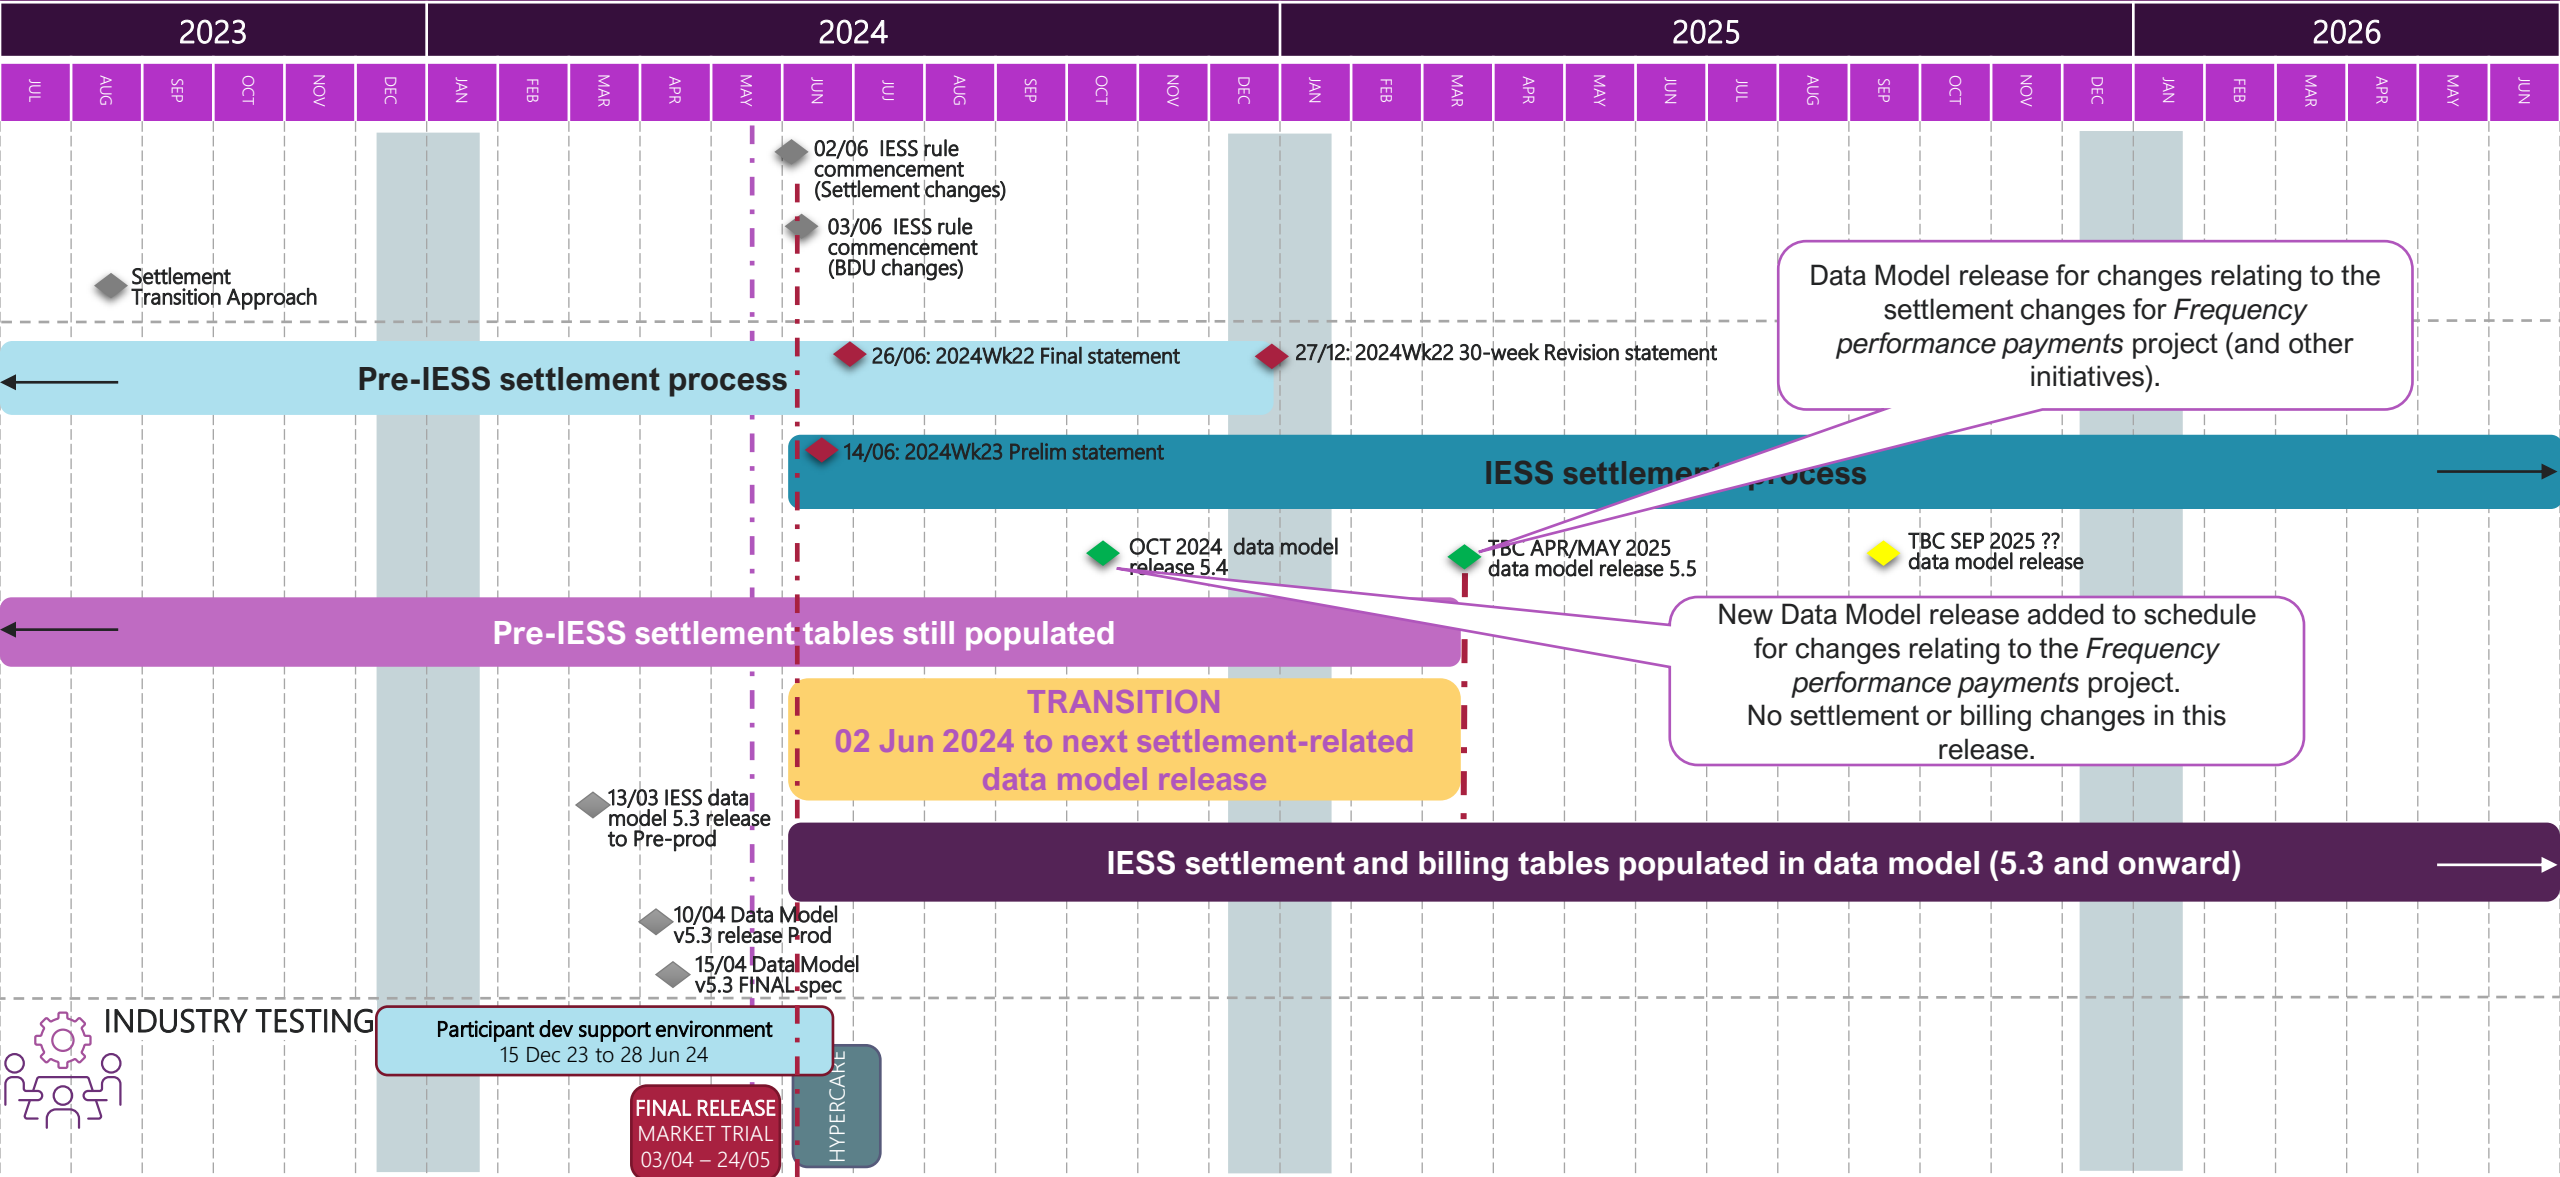 2023
2024
2025
2026
JUL
AUG
SEP
OCT
NOV
DEC
JAN
FEB
MAR
APR
MAY
JUN
JUJ
AUG
SEP
OCT
NOV
DEC
JAN
FEB
MAR
APR
MAY
JUN
JUL
AUG
SEP
OCT
NOV
DEC
JAN
FEB
MAR
APR
MAY
JUN
02/06 IESS rule
commencement
(Settlement changes)
03/06 IESS rule
commencement
(BDU changes)
Settlement
Transition Approach
Data Model release for changes relating to the
settlement changes for Frequency
performance payments project (and other
initiatives).
Pre-IESS settlement process
26/06: 2024Wk22 Final statement
27/12: 2024Wk22 30-week Revision statement
14/06: 2024Wk23 Prelim statement
IESS settlement process
OCT 2024 data model
release 5.4
TBC APR/MAY 2025
data model release 5.5
TBC SEP 2025 ??
data model release
Pre-IESS settlement tables still populated
New Data Model release added to schedule
for changes relating to the Frequency
performance payments project.
No settlement or billing changes in this
release.
TRANSITION
02 Jun 2024 to next settlement-related
data model release
13/03 IESS data
model 5.3 release
to Pre-prod
IESS settlement and billing tables populated in data model (5.3 and onward)
10/04 Data Model
v5.3 release Prod
15/04 Data Model
v5.3 FINAL spec
INDUSTRY TESTING
Participant dev support environment
15 Dec 23 to 28 Jun 24
HYPERCARE
FINAL RELEASE
MARKET TRIAL
03/04 – 24/05